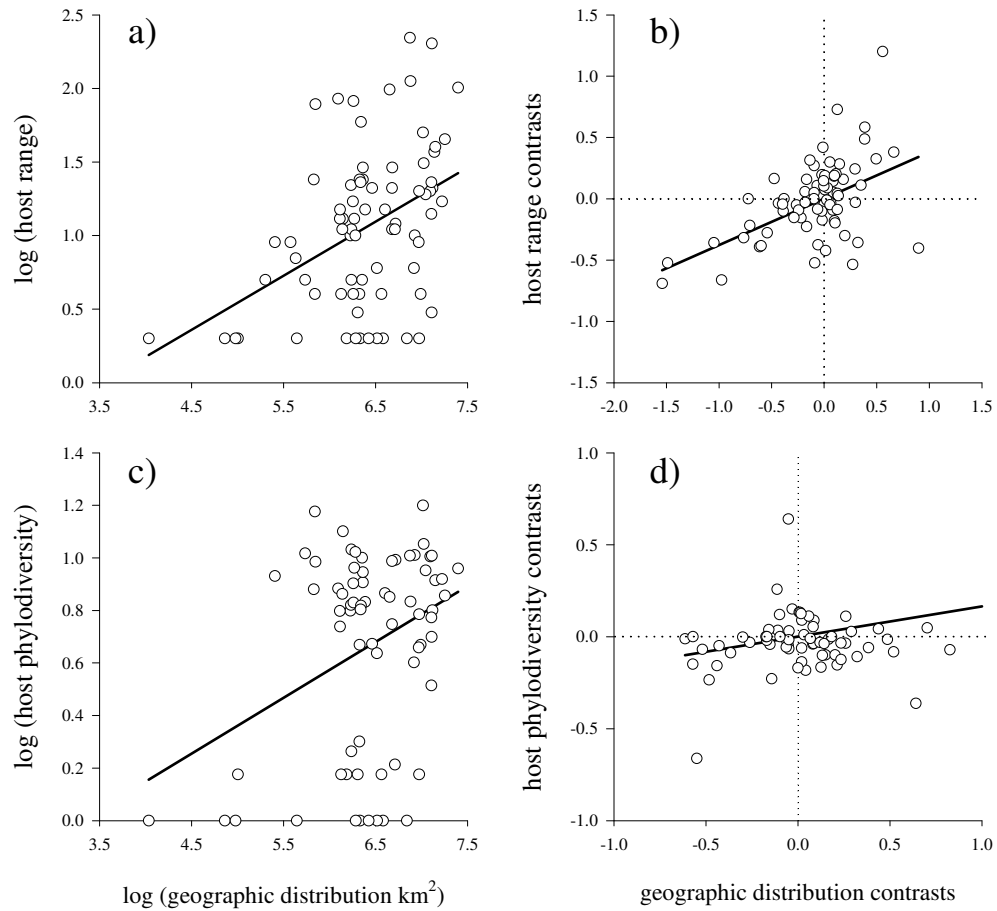 a)
log (host range)
2.5
2.0
1.5
1.0
0.5
0.0
3.5 4.5 5.5 6.5 7.5
b)
host range contrasts
1.5
1.0
0.5
0.0
-0.5
-1.0
-1.5
-2.0 -1.5 -1.0 -0.5 0.0 0.5 1.0 1.5
c)
log (host phylodiversity)
1.4
1.2
1.0
0.8
0.6
0.4
0.2
0.0
3.5 4.5 5.5 6.5 7.5
log (geographic distribution km²)
d)
host phylodiversity contrasts
1.0
0.5
0.0
-0.5
-1.0
-1.0 -0.5 0.0 0.5 1.0
geographic distribution contrasts